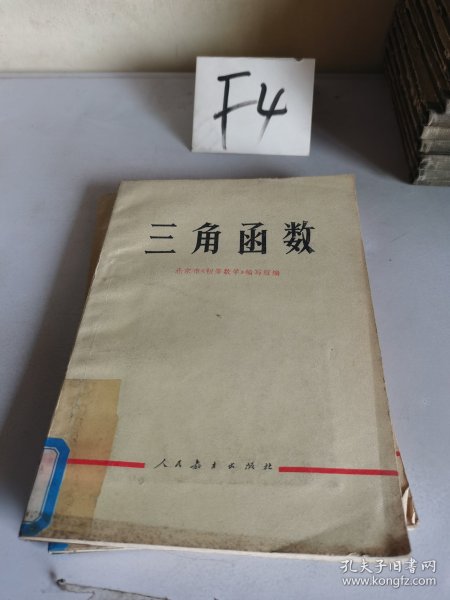 F4
三角函数
北京市《初等数学》编写组编
人民教育出版社
孔夫子旧书网
www.kongfz.com